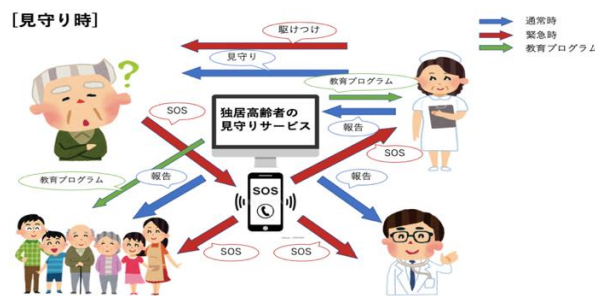 [見守り時]
通常時
緊急時
教育プログラム
駆けつけ
見守り
教育プログラム
SOS
独居高齢者の
見守りサービス
報告
SOS
教育プログラム
報告
SOS
報告
SOS
SOS